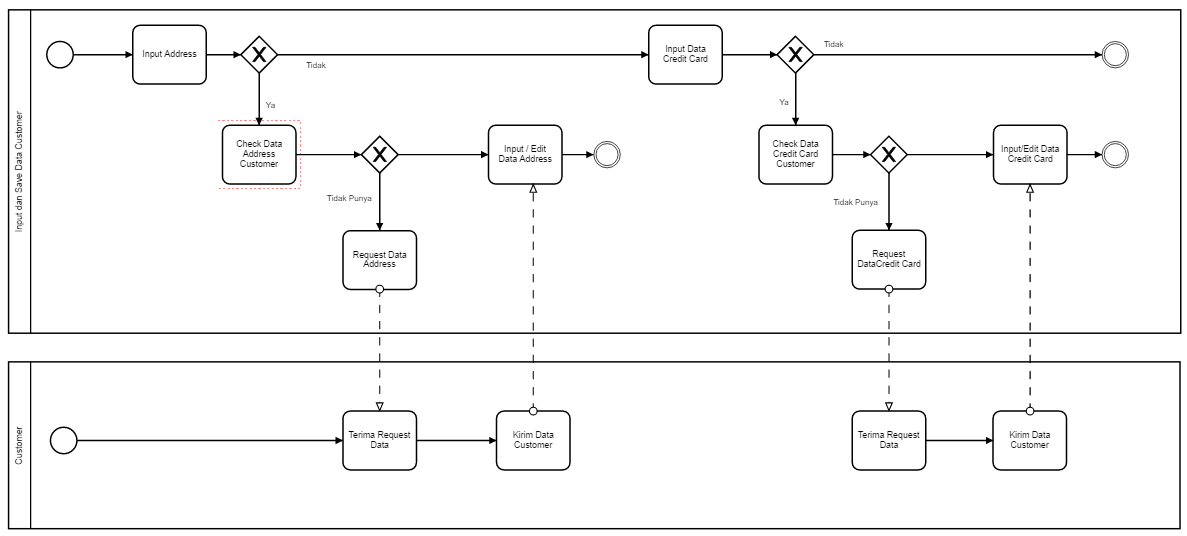 Input dan Save Data Customer
Input Address
Tidak
Ya
Input Data
Credit Card
Tidak
Ya
Check Data
Address
Customer
Input / Edit
Data Address
Check Data
Credit Card
Customer
Input/Edit Data
Credit Card
Tidak Punya
Tidak Punya
Request Data
Address
Request
DataCredit Card
Customer
Terima Request
Data
Kirim Data
Customer
Terima Request
Data
Kirim Data
Customer